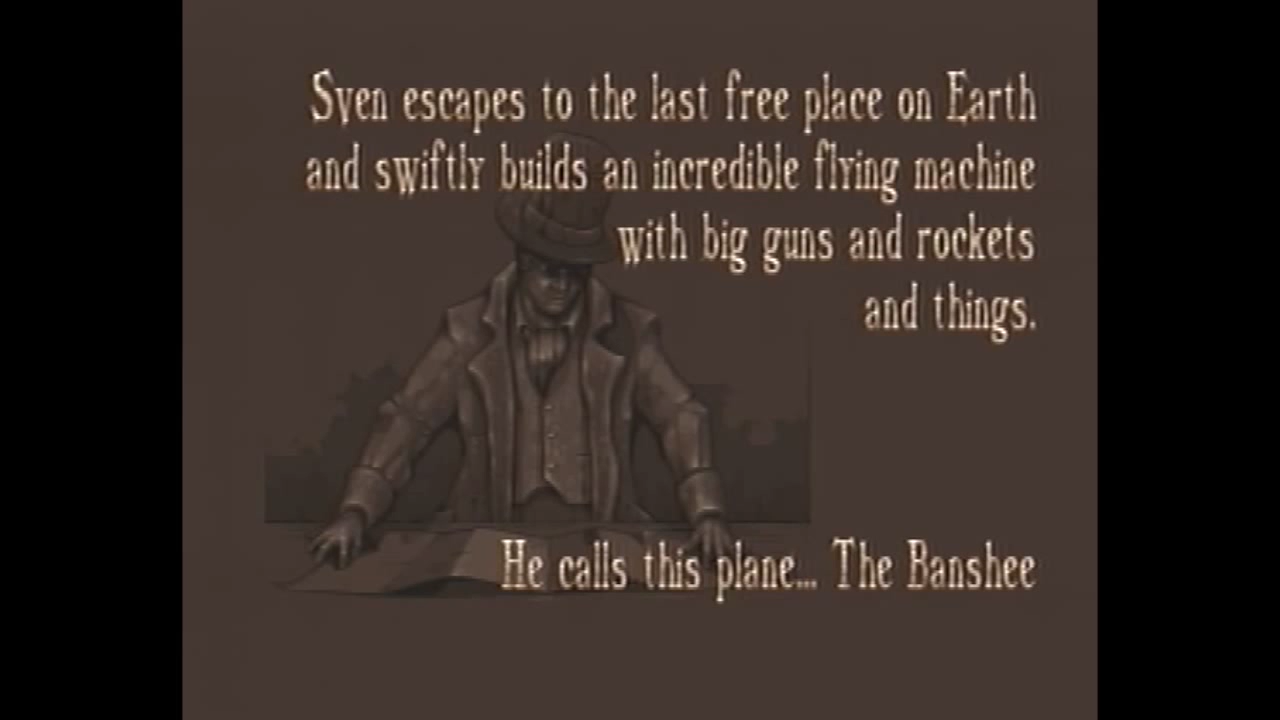 Sven escapes to the last free place on Earth
and swiftly builds an incredible flying machine
with big guns and rockets
and things.
He calls this plane... The Banshee